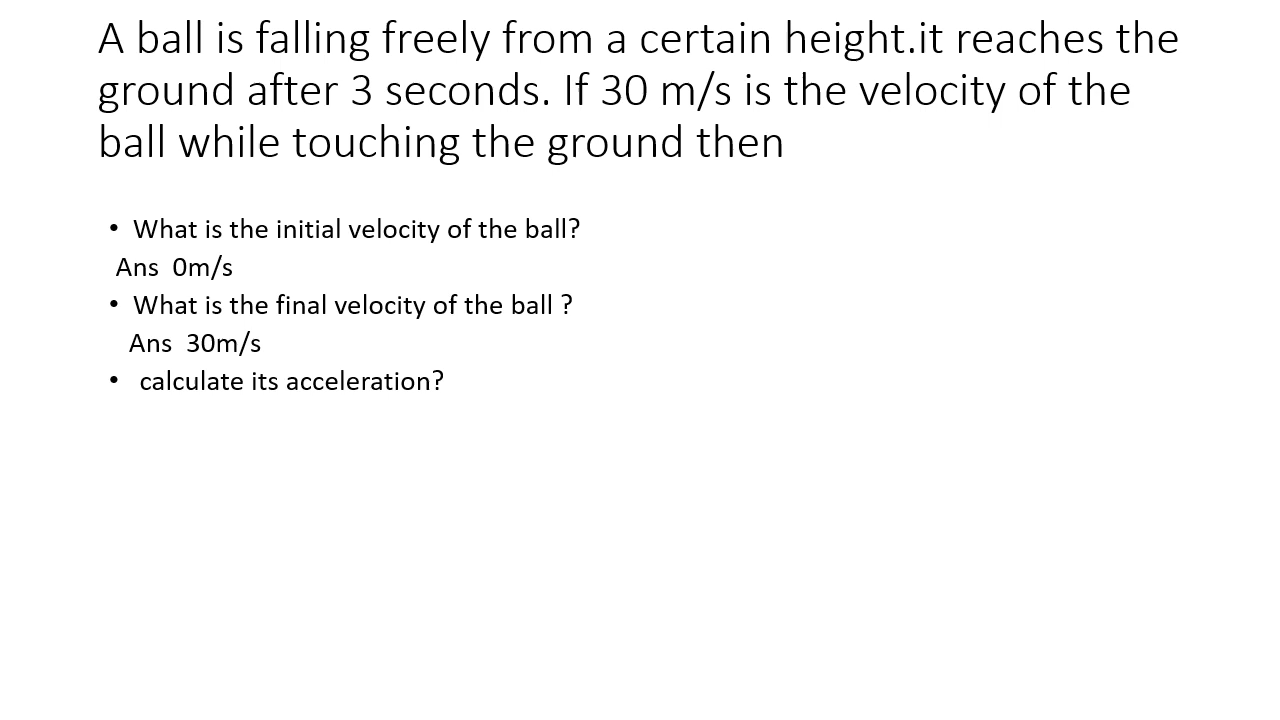 A ball is falling freely from a certain height.it reaches the
ground after 3 seconds. If 30 m/s is the velocity of the
ball while touching the ground then
• What is the initial velocity of the ball?
Ans 0m/s
• What is the final velocity of the ball ?
Ans 30m/s
• calculate its acceleration?